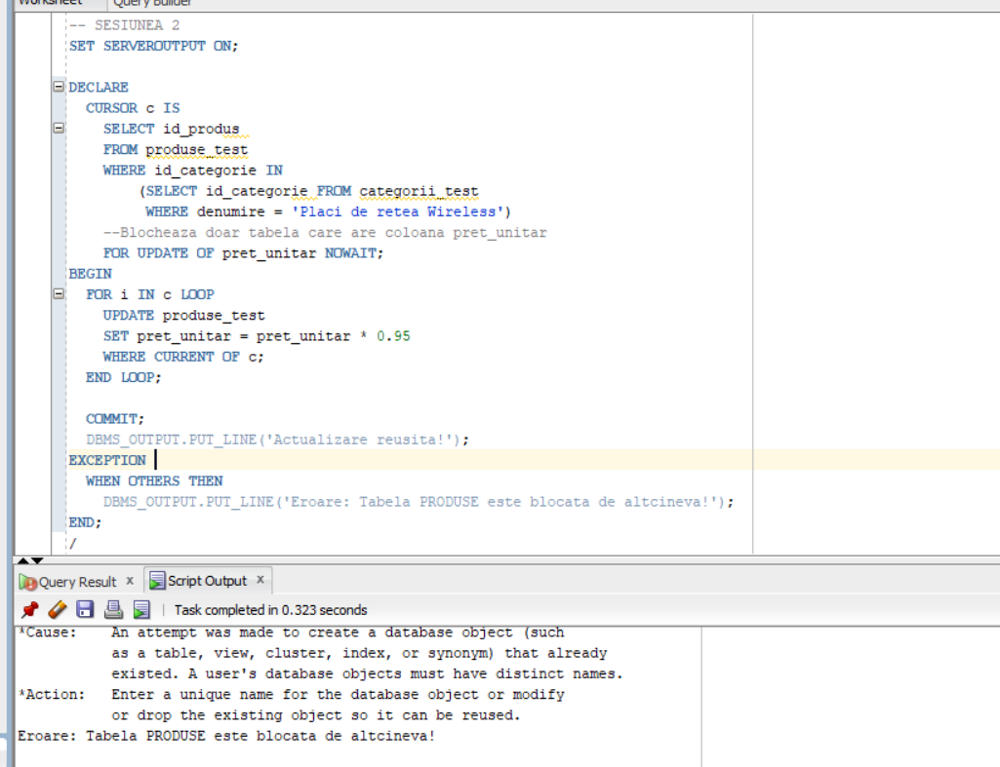 Worksheet Query Builder
-- SESIUNEA 2
SET SERVEROUTPUT ON;
DECLARE
CURSOR c IS
SELECT id_produs
FROM produse_test
WHERE id_categorie IN
(SELECT id_categorie FROM categorii_test
WHERE denumire = 'Placi de retea Wireless')
--Blocheaza doar tabela care are coloana pret_unitar
FOR UPDATE OF pret_unitar NOWAIT;
BEGIN
FOR i IN c LOOP
UPDATE produse_test
SET pret_unitar = pret_unitar * 0.95
WHERE CURRENT OF c;
END LOOP;
COMMIT;
DBMS_OUTPUT.PUT_LINE('Actualizare reusita!');
EXCEPTION
WHEN OTHERS THEN
DBMS_OUTPUT.PUT_LINE('Eroare: Tabela PRODUSE este blocata de altcineva!');
END;
/
Query Result x Script Output x
Task completed in 0.323 seconds
*Cause: An attempt was made to create a database object (such
as a table, view, cluster, index, or synonym) that already
existed. A user's database objects must have distinct names.
*Action: Enter a unique name for the database object or modify
or drop the existing object so it can be reused.
Eroare: Tabela PRODUSE este blocata de altcineva!